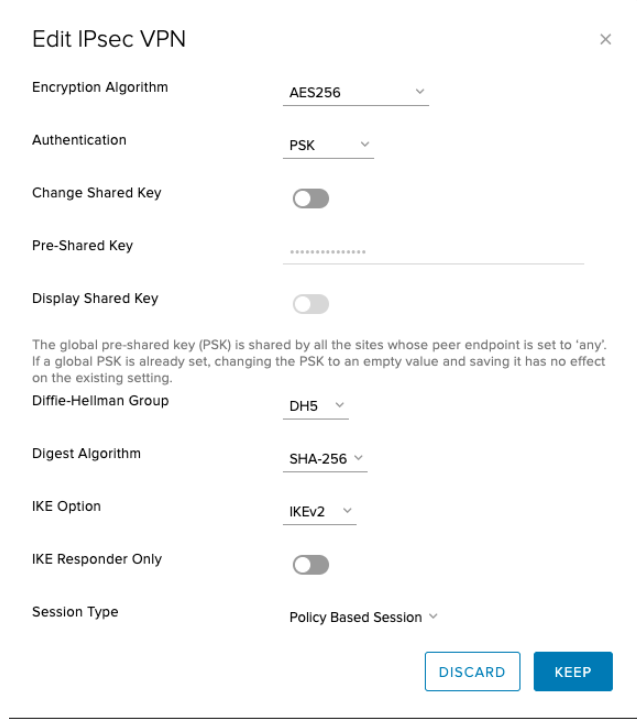 Edit IPsec VPN
Encryption Algorithm AES256
Authentication PSK
Change Shared Key
Pre-Shared Key ···············
Display Shared Key
The global pre-shared key (PSK) is shared by all the sites whose peer endpoint is set to ‘any’.
If a global PSK is already set, changing the PSK to an empty value and saving it has no effect
on the existing setting.
Diffie-Hellman Group DH5
Digest Algorithm SHA-256
IKE Option IKEv2
IKE Responder Only
Session Type Policy Based Session
DISCARD KEEP